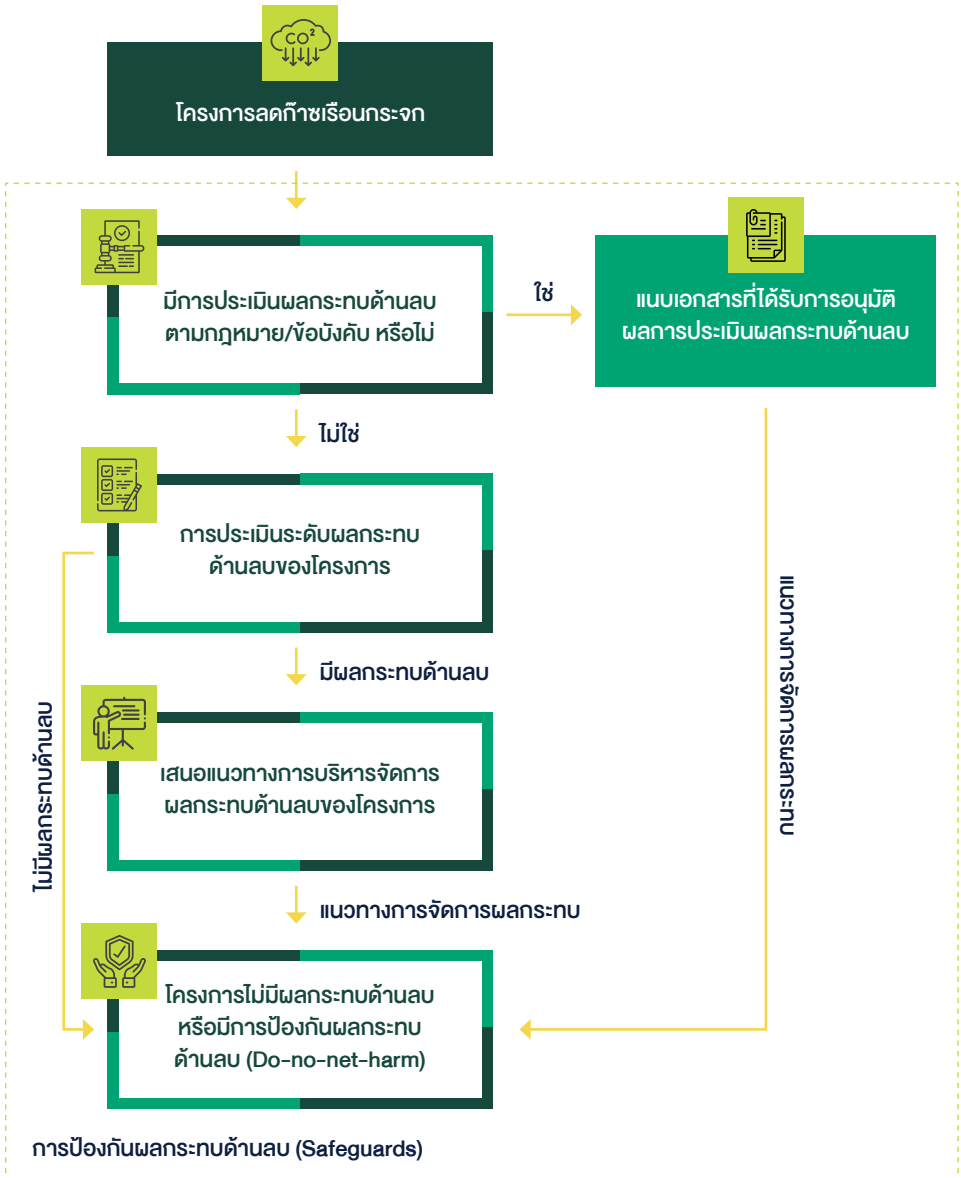 CO²
โครงการลดก๊าซเรือนกระจก
มีการประเมินผลกระทบด้านลบ
ตามกฎหมาย/ข้อบังคับ หรือไม่
ใช่
แนบเอกสารที่ได้รับการอนุมัติ
ผลการประเมินผลกระทบด้านลบ
ไม่ใช่
การประเมินระดับผลกระทบ
ด้านลบของโครงการ
มีผลกระทบด้านลบ
ไม่มีผลกระทบด้านลบ
แนวทางการจัดการผลกระทบ
เสนอแนวทางการบริหารจัดการ
ผลกระทบด้านลบของโครงการ
แนวทางการจัดการผลกระทบ
โครงการไม่มีผลกระทบด้านลบ
หรือมีการป้องกันผลกระทบ
ด้านลบ (Do-no-net-harm)
การป้องกันผลกระทบด้านลบ (Safeguards)